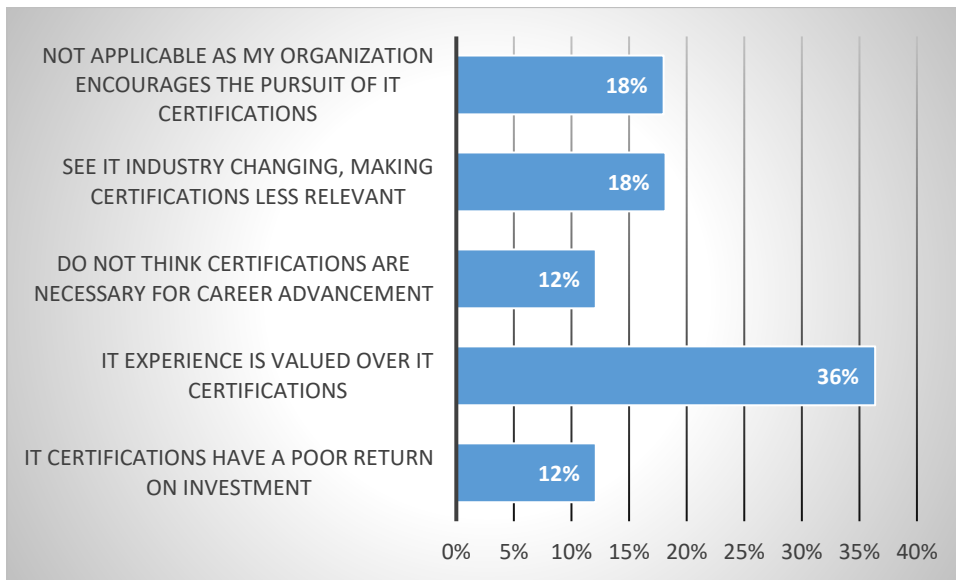 NOT APPLICABLE AS MY ORGANIZATION
ENCOURAGES THE PURSUIT OF IT
CERTIFICATIONS
18%
SEE IT INDUSTRY CHANGING, MAKING
CERTIFICATIONS LESS RELEVANT
18%
DO NOT THINK CERTIFICATIONS ARE
NECESSARY FOR CAREER ADVANCEMENT
12%
IT EXPERIENCE IS VALUED OVER IT
CERTIFICATIONS
36%
IT CERTIFICATIONS HAVE A POOR RETURN
ON INVESTMENT
12%
0% 5% 10% 15% 20% 25% 30% 35% 40%